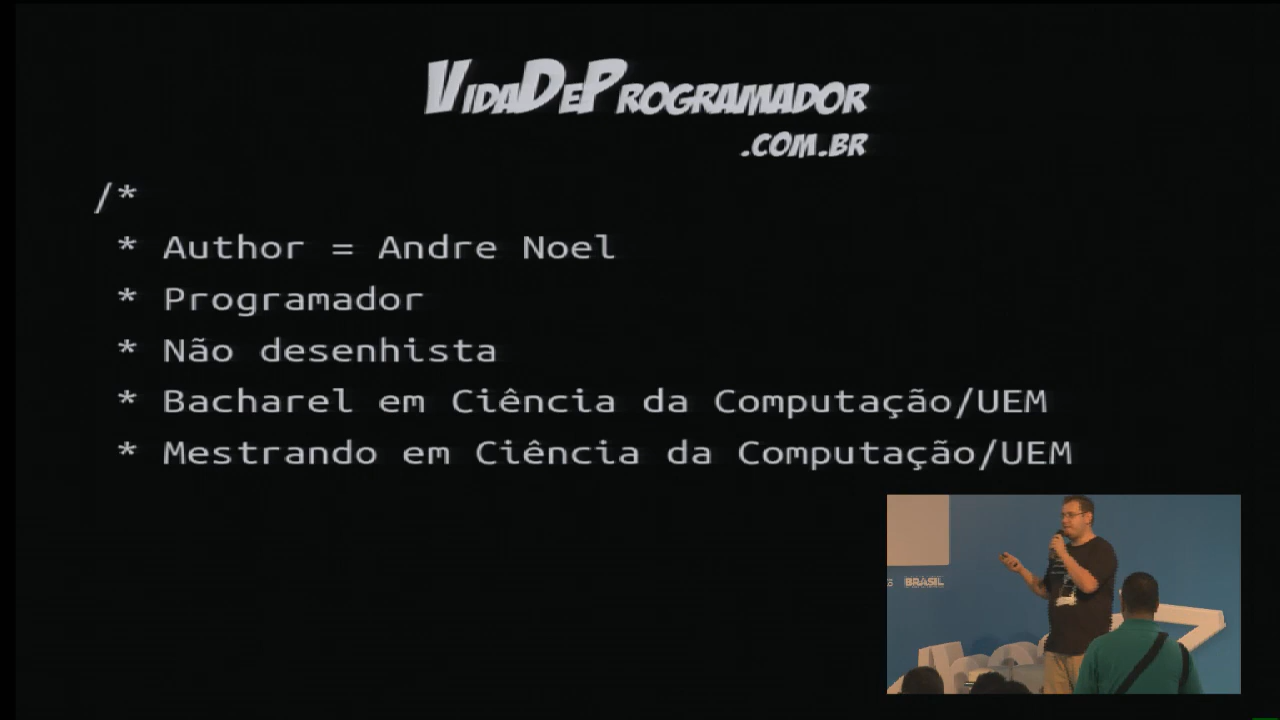 VIDADEPROGRAMADOR
.COM.BR
/*
* Author = Andre Noel
* Programador
* Não desenhista
* Bacharel em Ciência da Computação/UEM
* Mestrando em Ciência da Computação/UEM
BRASIL